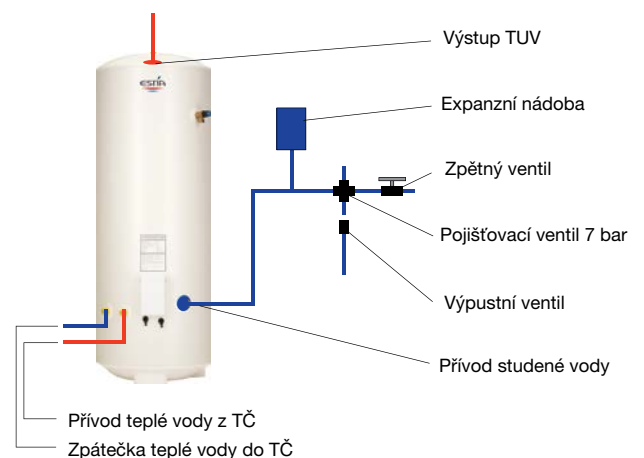 Výstup TUV
ESTIA
Expanzní nádoba
Zpětný ventil
Pojišťovací ventil 7 bar
Výpustní ventil
Přívod studené vody
Přívod teplé vody z TČ
Zpátečka teplé vody do TČ